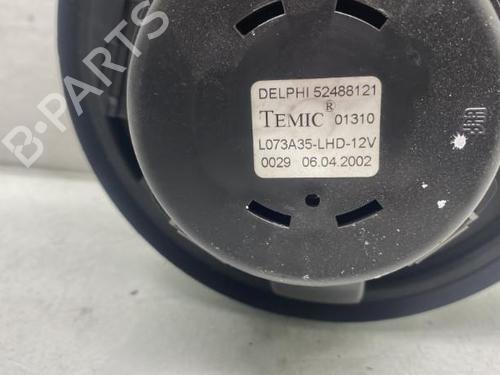 B-PARTS
DELPHI 52488121
TEMIC ® 01310
L073A35-LHD-12V
0029 06.04.2002